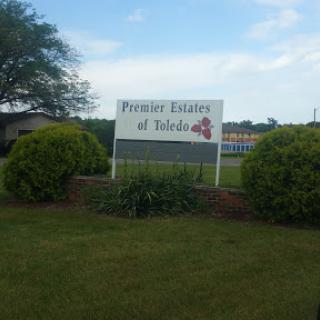 Premier Estates
of Toledo